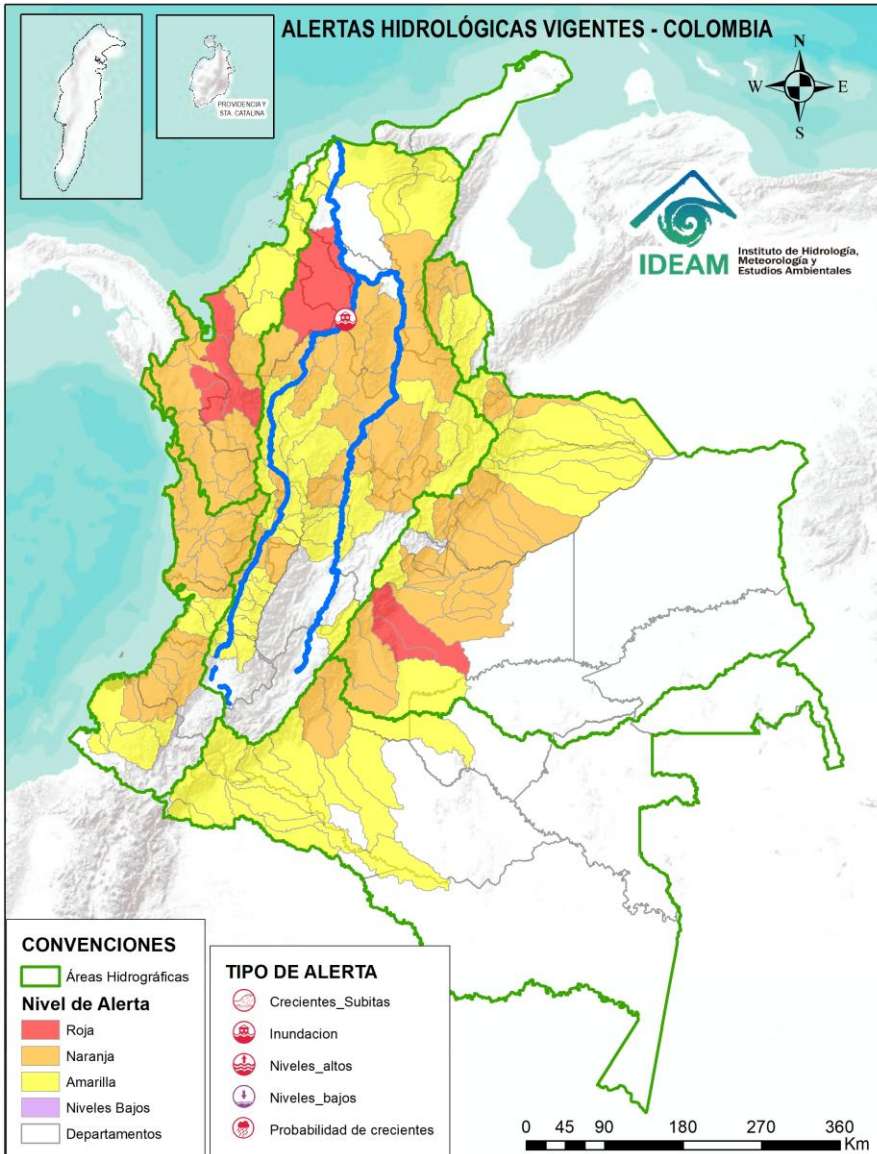 ALERTAS HIDROLÓGICAS VIGENTES - COLOMBIA
PROVIDENCIA Y
STA. CATALINA
N
W
E
S
IDEAM
Instituto de Hidrología,
Meteorología y
Estudios Ambientales
CONVENCIONES
Áreas Hidrográficas
Nivel de Alerta
Roja
Naranja
Amarilla
Niveles Bajos
Departamentos
TIPO DE ALERTA
Crecientes_Subitas
Inundacion
Niveles_altos
Niveles_bajos
Probabilidad de crecientes
0 45 90 180 270 360
Km